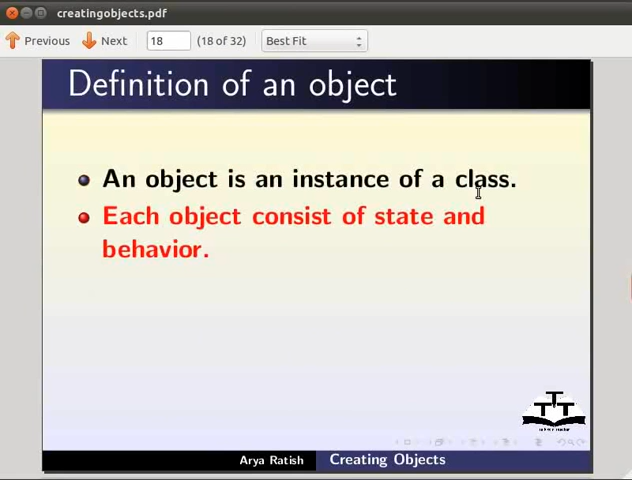 creatingobjects.pdf
Previous Next 18 (18 of 32) Best Fit
Definition of an object
An object is an instance of a class.
Each object consist of state and
behavior.
TTT
Arya Ratish Creating Objects